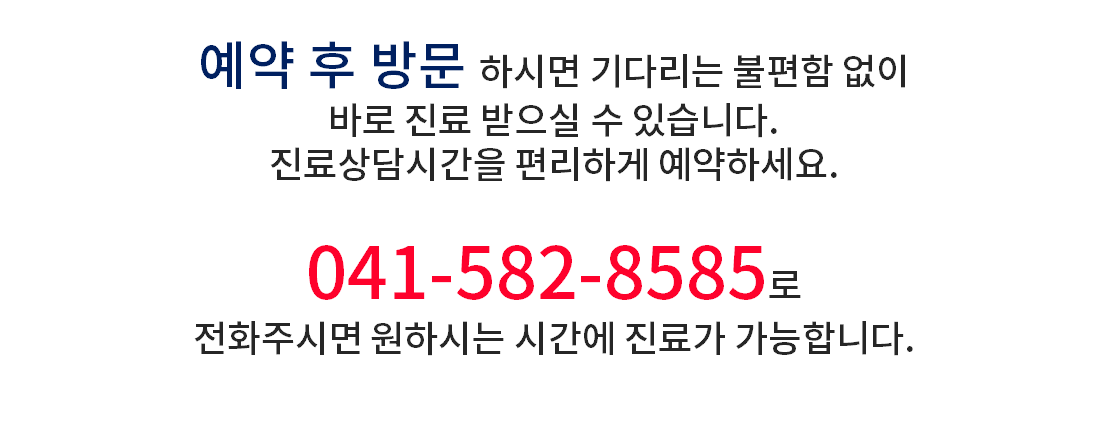 예약 후 방문 하시면 기다리는 불편함 없이
바로 진료 받으실 수 있습니다.
진료상담시간을 편리하게 예약하세요.
041-582-8585로
전화주시면 원하시는 시간에 진료가 가능합니다.